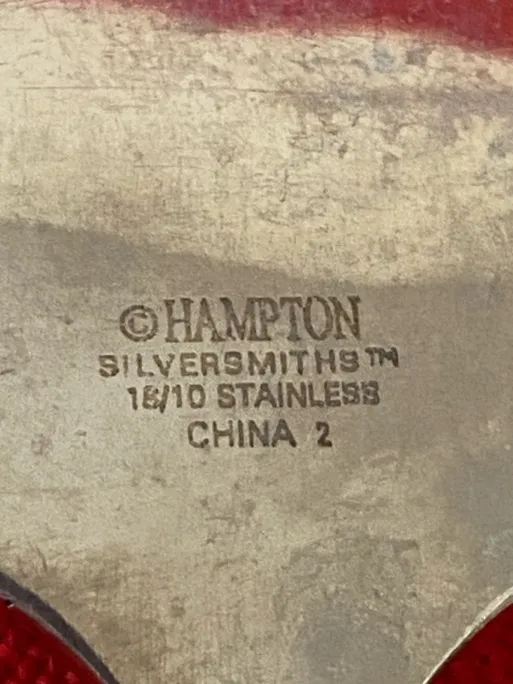 ©HAMPTON
SILVERSMITHS™
18/10 STAINLESS
CHINA 2